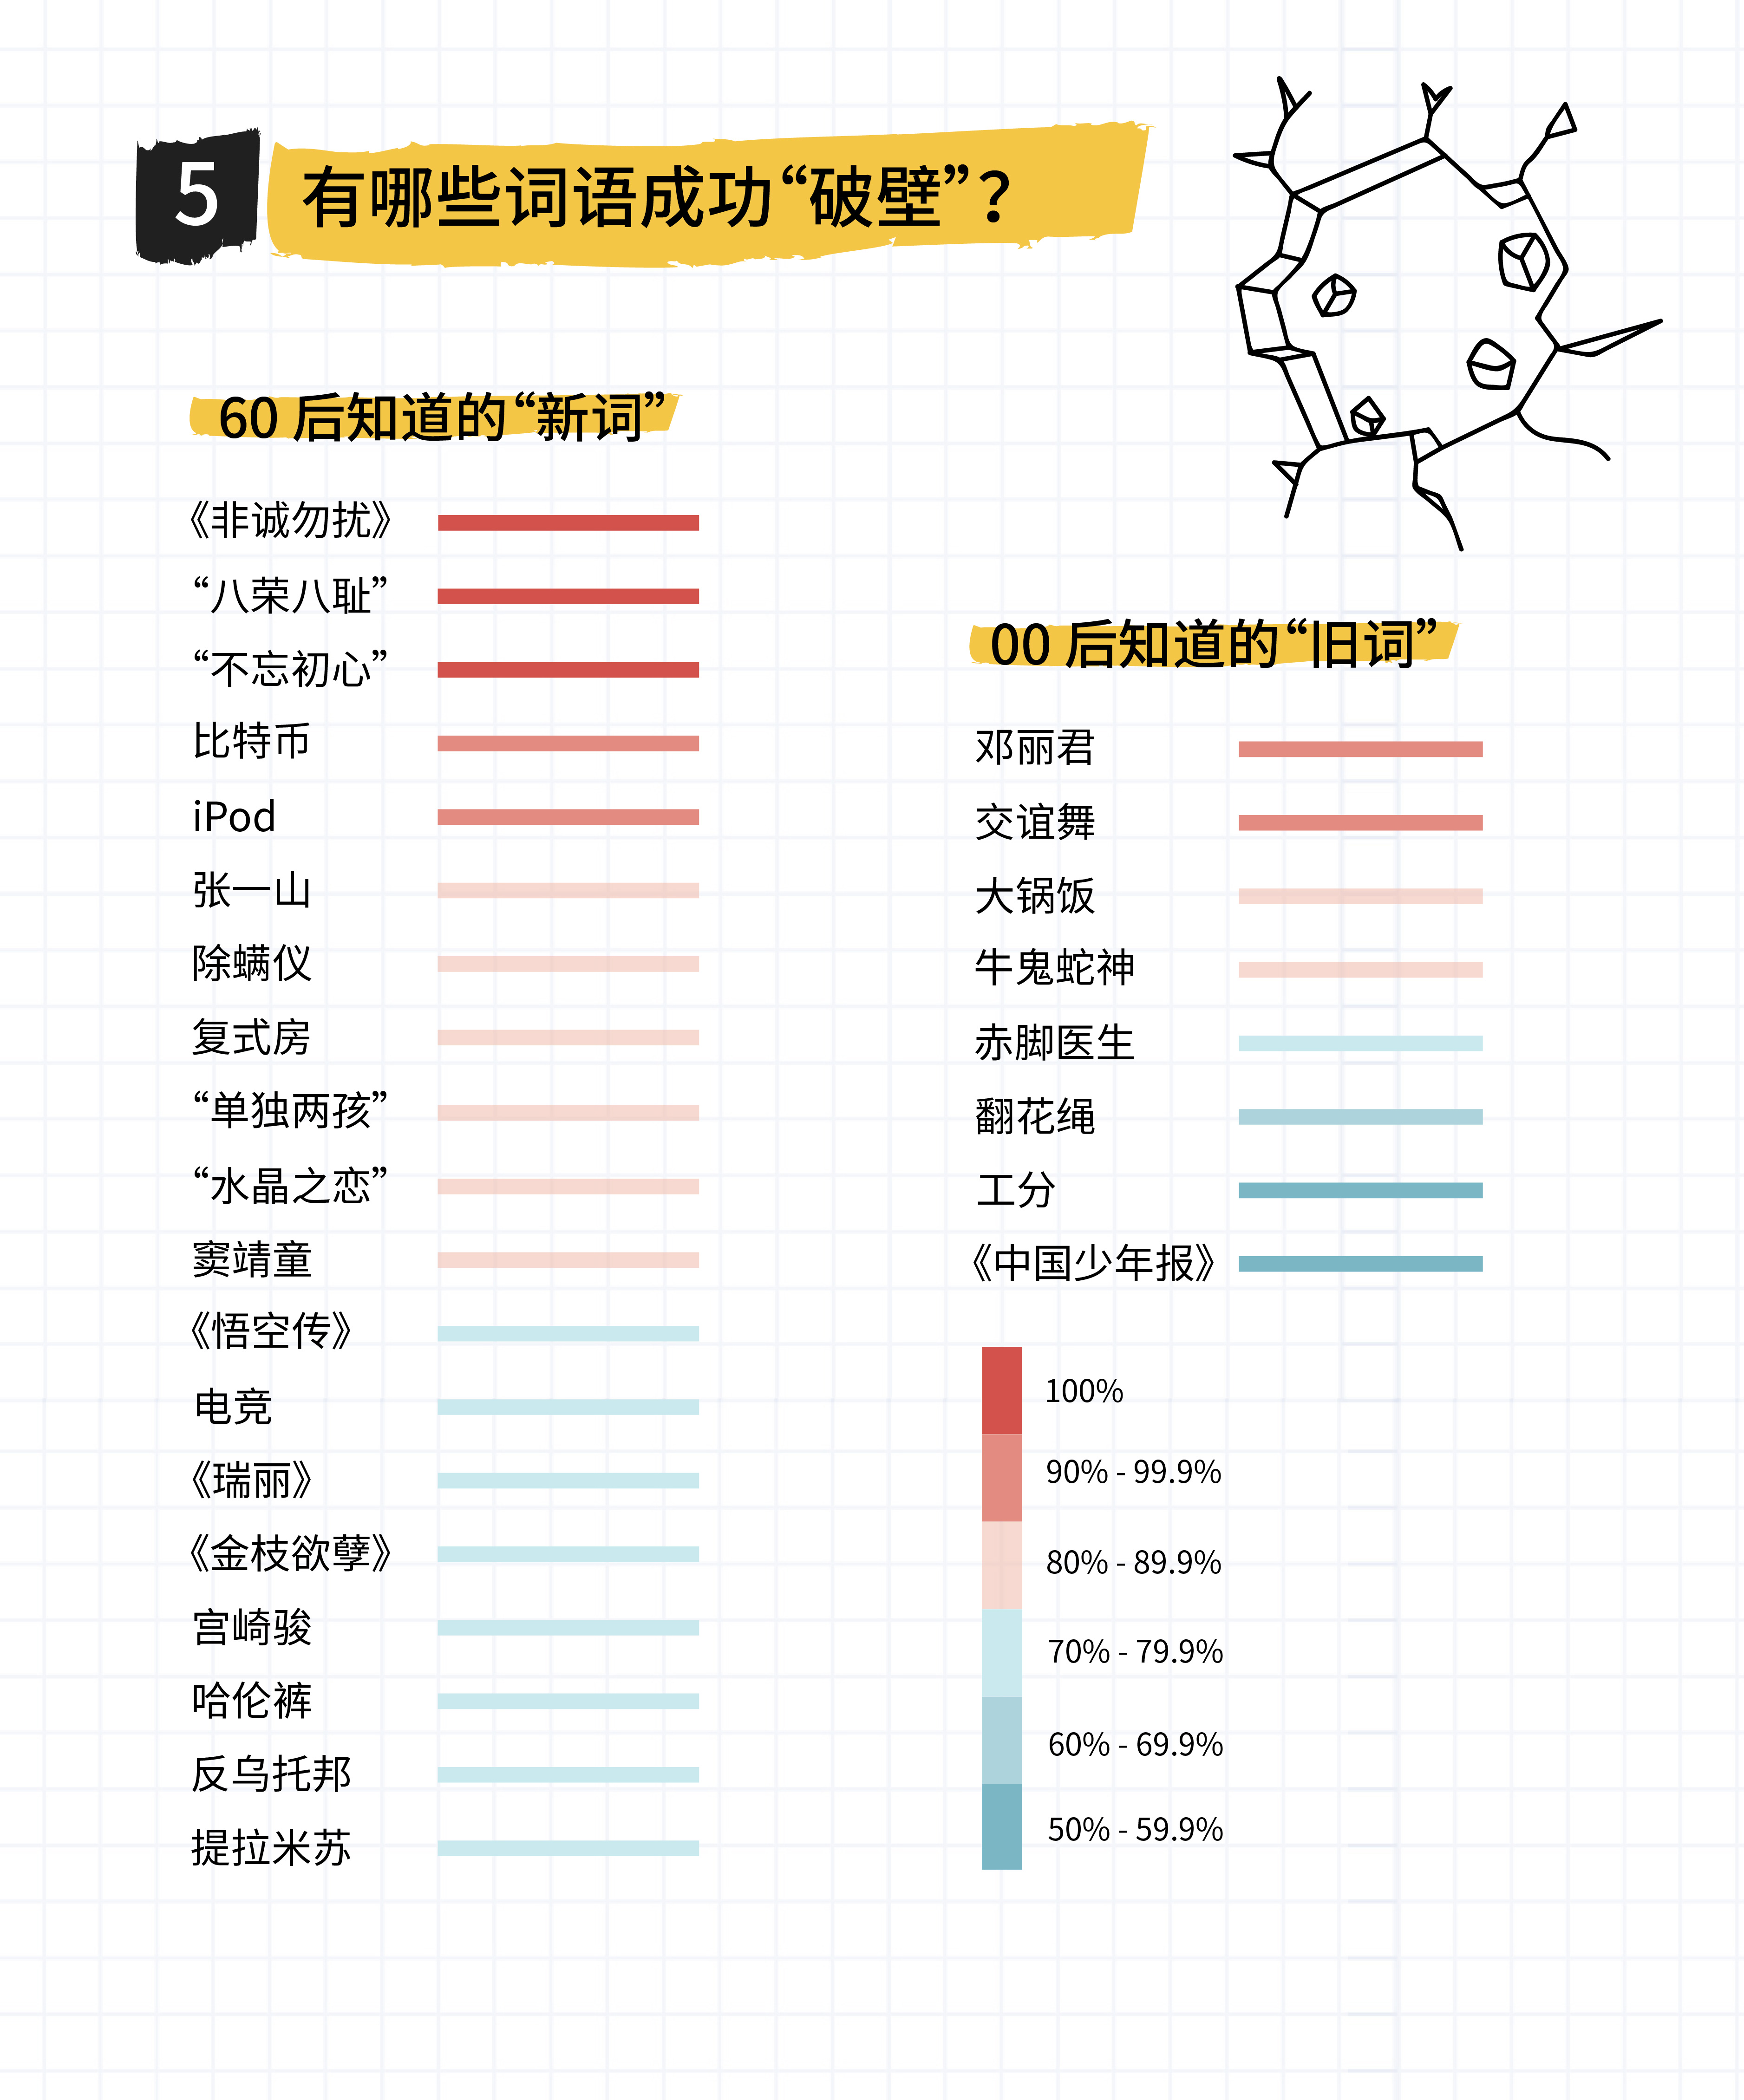 5
有哪些词语成功“破壁”？
60 后知道的“新词”
《非诚勿扰》
“八荣八耻”
“不忘初心”
比特币
iPod
张一山
除螨仪
复式房
“单独两孩”
“水晶之恋”
窦靖童
《悟空传》
电竞
《瑞丽》
《金枝欲孽》
宫崎骏
哈伦裤
反乌托邦
提拉米苏
00 后知道的“旧词”
邓丽君
交谊舞
大锅饭
牛鬼蛇神
赤脚医生
翻花绳
工分
《中国少年报》
100%
90% - 99.9%
80% - 89.9%
70% - 79.9%
60% - 69.9%
50% - 59.9%